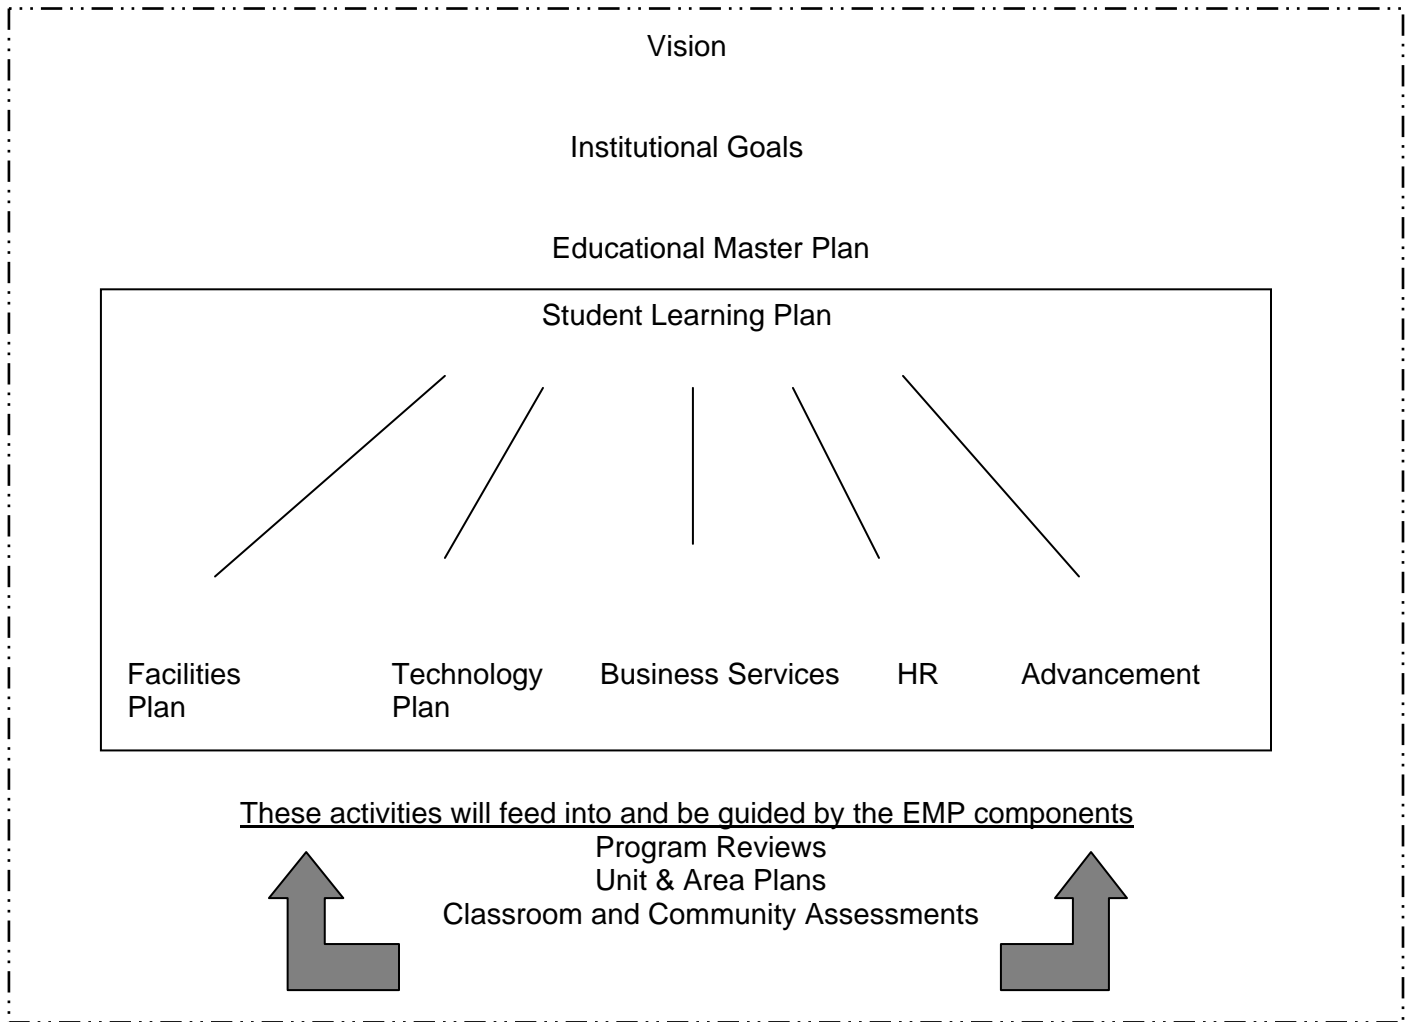 Vision
Institutional Goals
Educational Master Plan
Student Learning Plan
Facilities
Plan
Technology
Plan
Business Services
HR
Advancement
These activities will feed into and be guided by the EMP components
Program Reviews
Unit & Area Plans
Classroom and Community Assessments